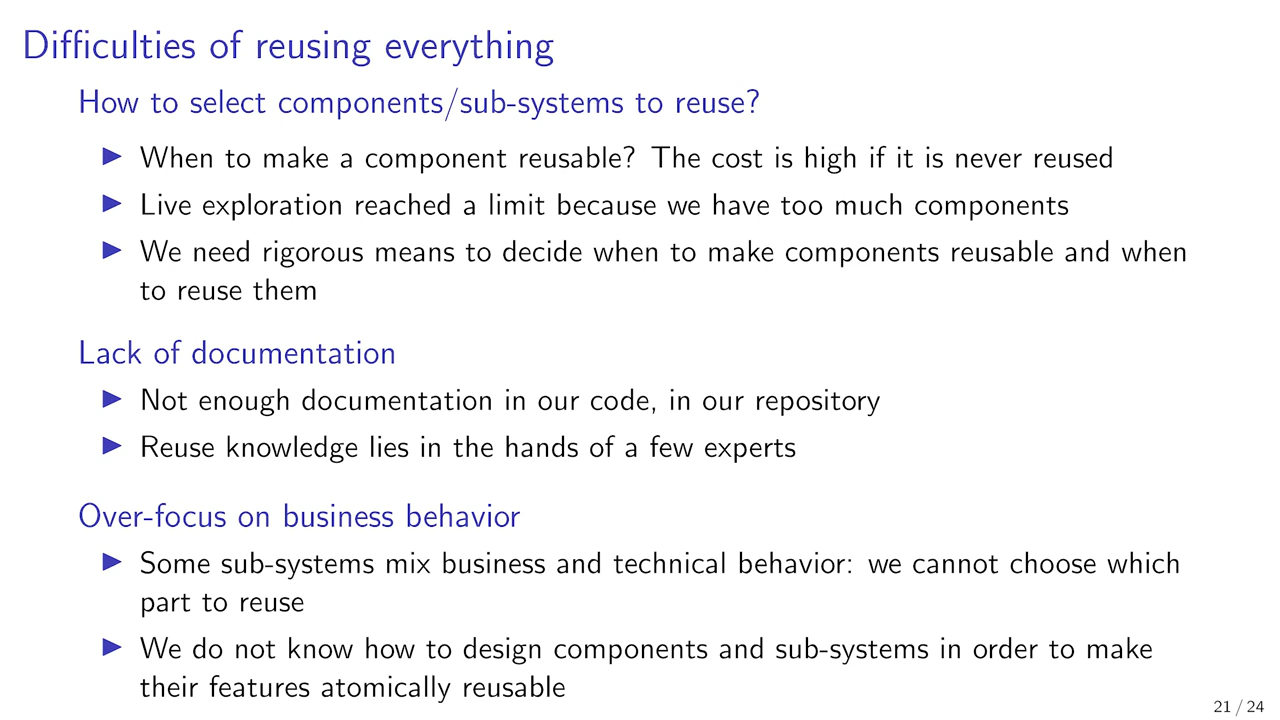 Difficulties of reusing everything
How to select components/sub-systems to reuse?
▶ When to make a component reusable? The cost is high if it is never reused
▶ Live exploration reached a limit because we have too much components
▶ We need rigorous means to decide when to make components reusable and when
to reuse them
Lack of documentation
▶ Not enough documentation in our code, in our repository
▶ Reuse knowledge lies in the hands of a few experts
Over-focus on business behavior
▶ Some sub-systems mix business and technical behavior: we cannot choose which
part to reuse
▶ We do not know how to design components and sub-systems in order to make
their features atomically reusable
21 / 24